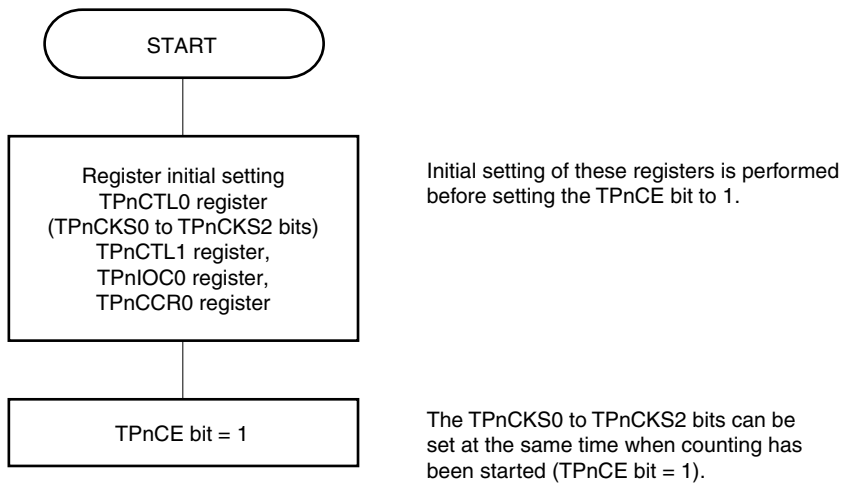 START
Register initial setting
TPnCTL0 register
(TPnCKS0 to TPnCKS2 bits)
TPnCTL1 register,
TPnIOC0 register,
TPnCCR0 register
Initial setting of these registers is performed
before setting the TPnCE bit to 1.
TPnCE bit = 1
The TPnCKS0 to TPnCKS2 bits can be
set at the same time when counting has
been started (TPnCE bit = 1).